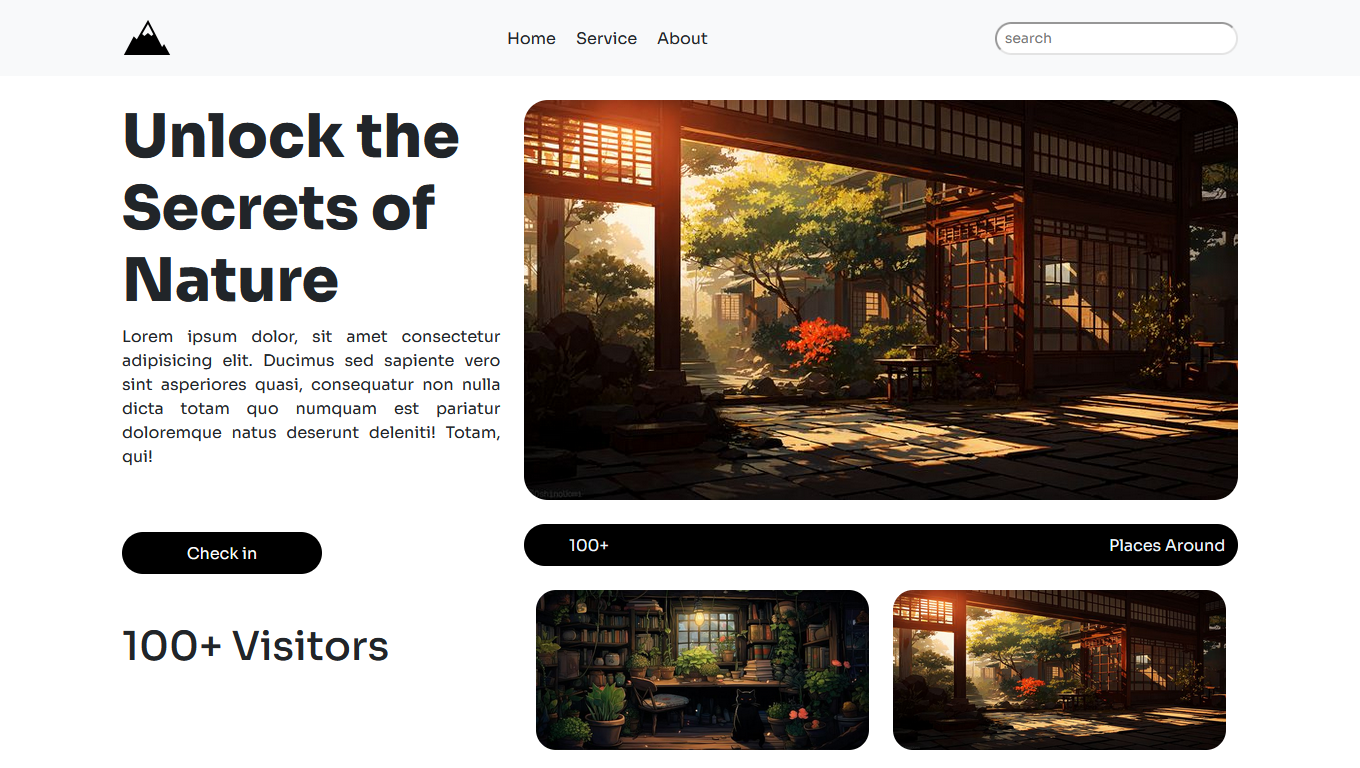 Home Service About
search
Unlock the
Secrets of
Nature
Lorem ipsum dolor, sit amet consectetur
adipisicing elit. Ducimus sed sapiente vero
sint asperiores quasi, consequatur non nulla
dicta totam quo numquam est pariatur
doloremque natus deserunt deleniti! Totam,
qui!
Check in
100+ Visitors
100+ Places Around